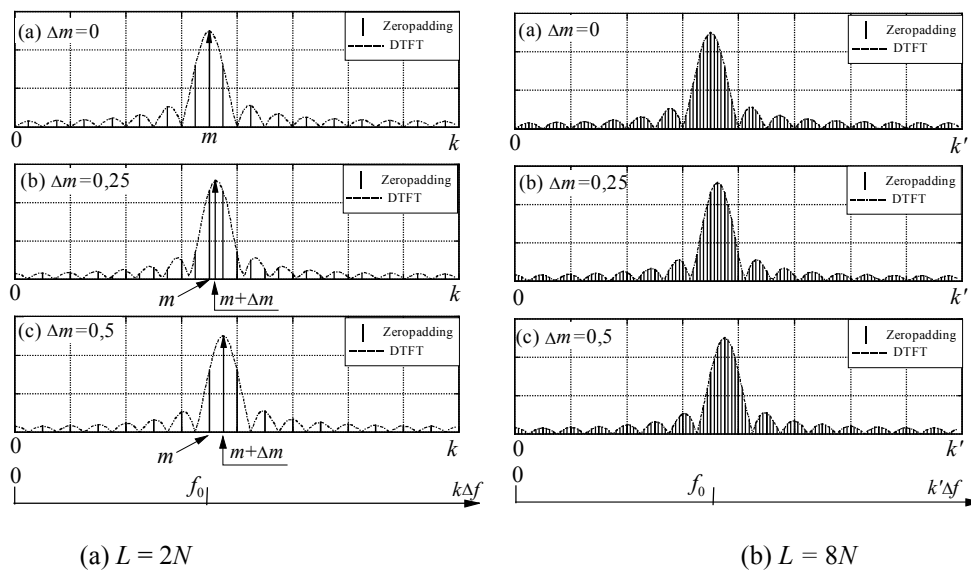 (a) Δm=0
Zeropadding
DTFT
0
m
k
(b) Δm=0,25
Zeropadding
DTFT
0
m
m+Δm
k
(c) Δm=0,5
Zeropadding
DTFT
0
m
m+Δm
k
0
f₀
kΔf
(a) L = 2N
(a) Δm=0
Zeropadding
DTFT
0
k′
(b) Δm=0,25
Zeropadding
DTFT
0
k′
(c) Δm=0,5
Zeropadding
DTFT
0
k′
0
f₀
k′Δf
(b) L = 8N